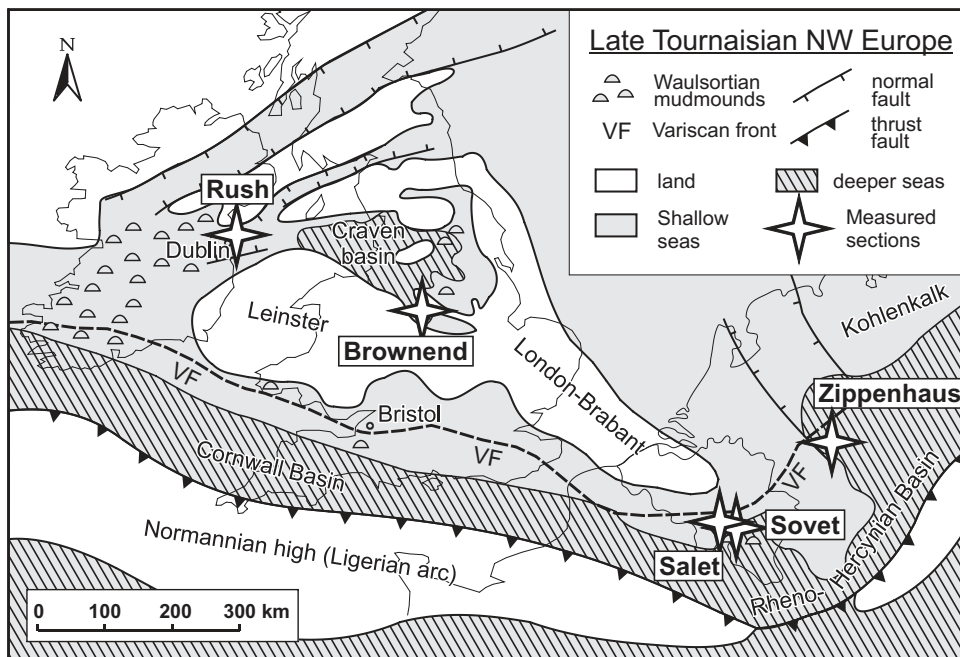 N
Late Tournaisian NW Europe
Waulsortian
mudmounds
normal
fault
VF Variscan front
thrust
fault
land
deeper seas
Shallow
seas
Measured
sections
Rush
Dublin
Craven
basin
Leinster
Brownend
London-Brabant
Kohlenkalk
Zippenhaus
VF
Bristol
VF
VF
Cornwall Basin
Sovet
Salet
Normannian high (Ligerian arc)
Rheno-Hercynian Basin
0 100 200 300 km